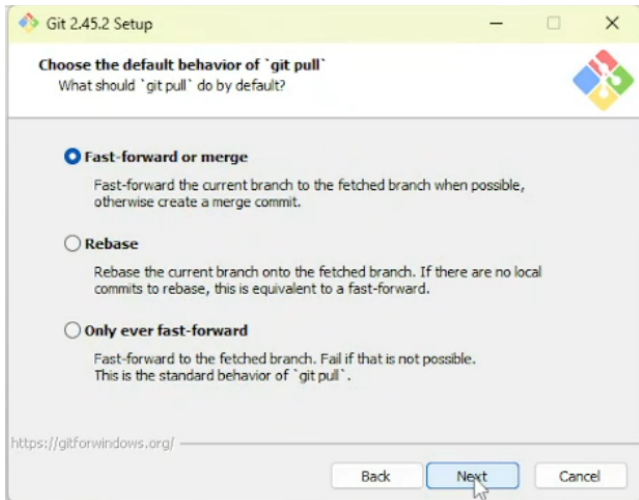 Git 2.45.2 Setup
Choose the default behavior of `git pull`
What should `git pull` do by default?
Fast-forward or merge
Fast-forward the current branch to the fetched branch when possible,
otherwise create a merge commit.
Rebase
Rebase the current branch onto the fetched branch. If there are no local
commits to rebase, this is equivalent to a fast-forward.
Only ever fast-forward
Fast-forward to the fetched branch. Fail if that is not possible.
This is the standard behavior of `git pull`.
https://gitforwindows.org/
Back Next Cancel